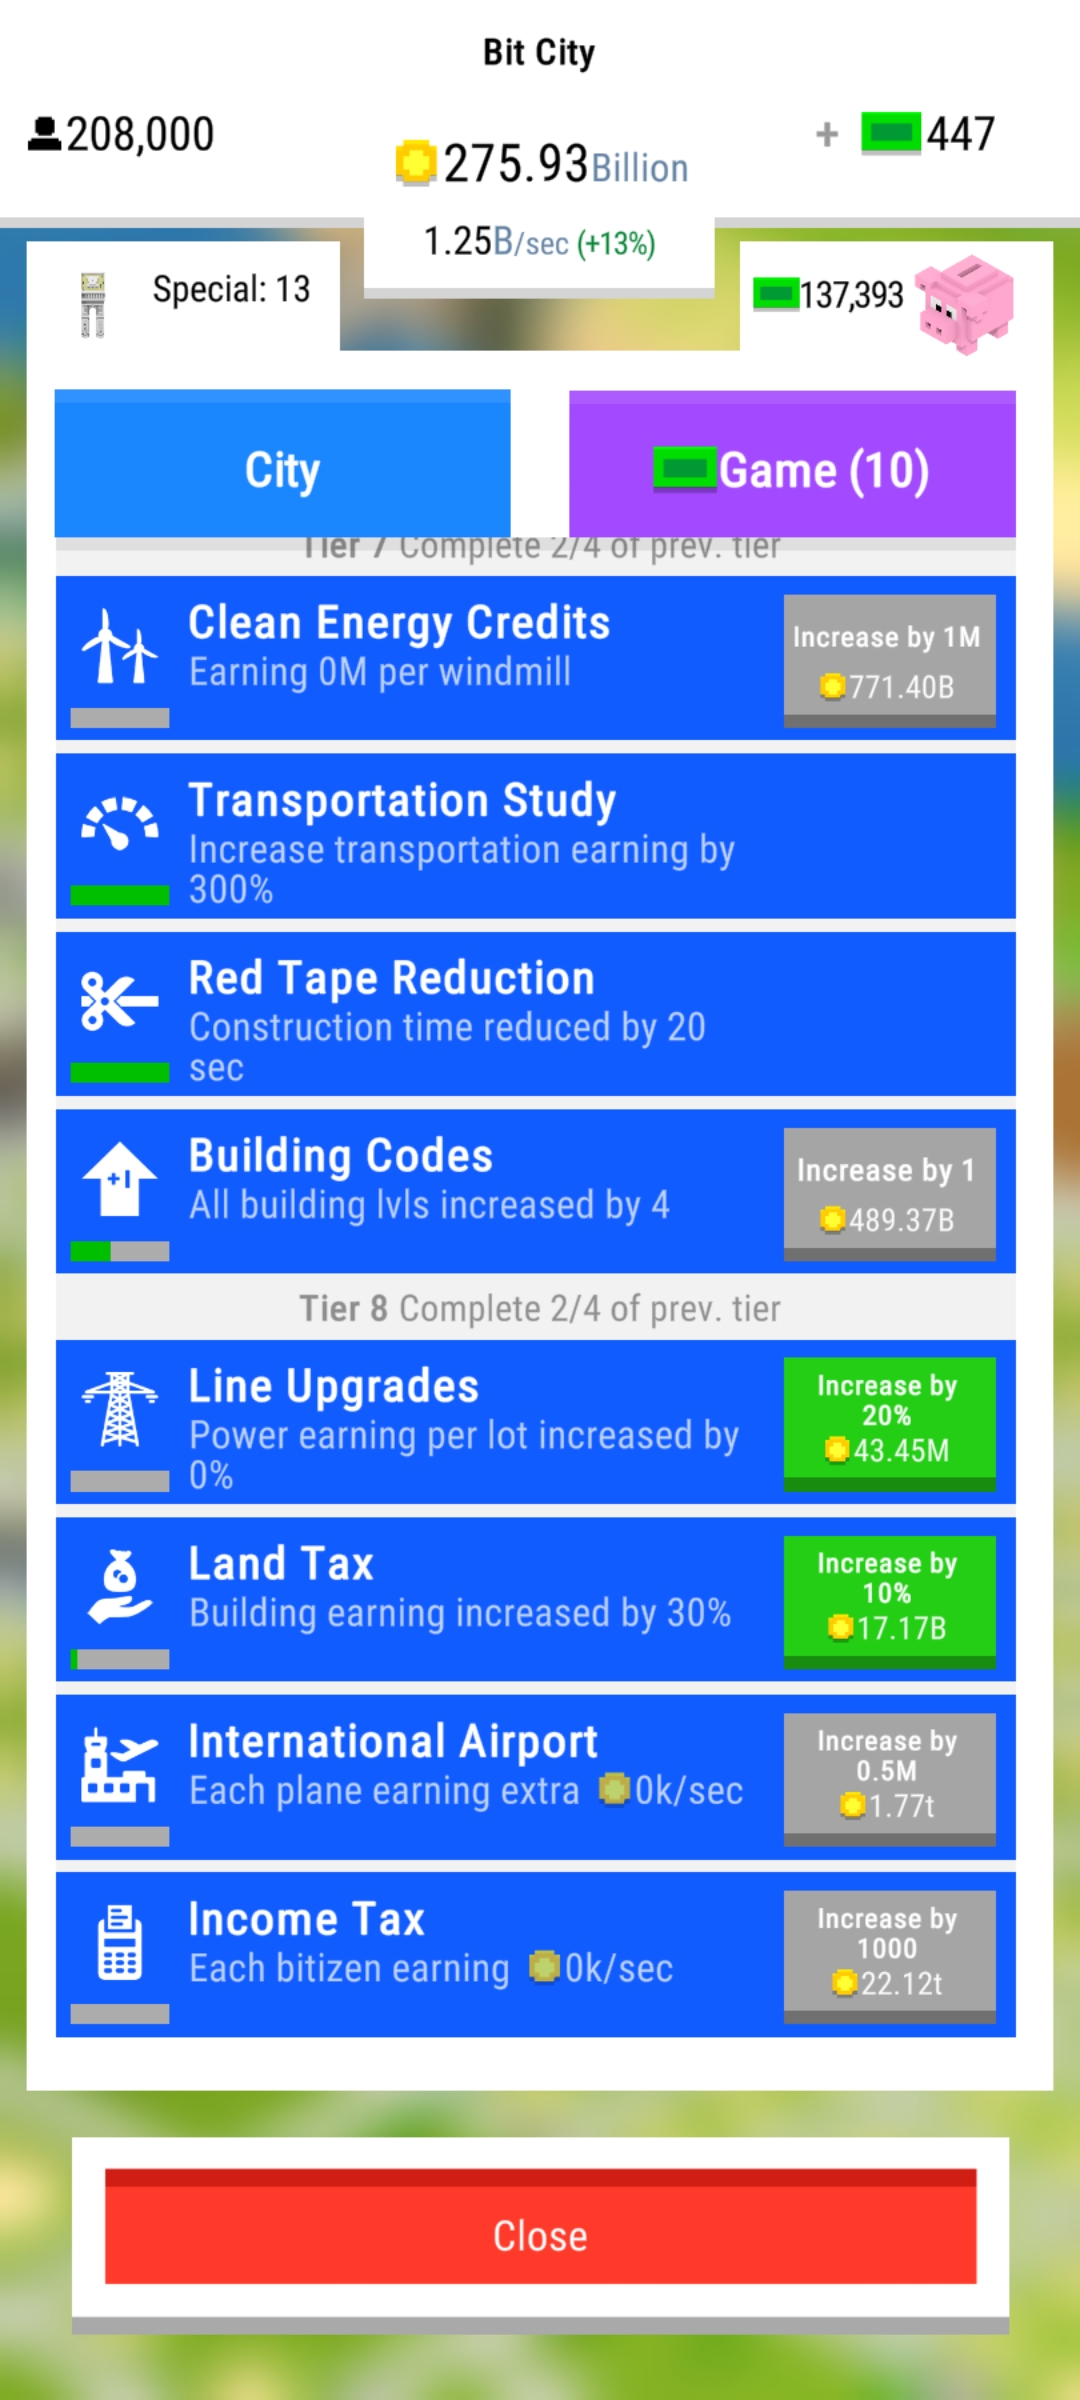 Bit City
208,000
275.93Billion
+ 447
1.25B/sec (+13%)
Special: 13
137,393
City
Game (10)
Tier 7 Complete 2/4 of prev. tier
Clean Energy Credits
Earning 0M per windmill
Increase by 1M
771.40B
Transportation Study
Increase transportation earning by
300%
Red Tape Reduction
Construction time reduced by 20
sec
+1
Building Codes
All building lvls increased by 4
Increase by 1
489.37B
Tier 8 Complete 2/4 of prev. tier
Line Upgrades
Power earning per lot increased by
0%
Increase by
20%
43.45M
Land Tax
Building earning increased by 30%
Increase by
10%
17.17B
International Airport
Each plane earning extra 0k/sec
Increase by
0.5M
1.77t
Income Tax
Each bitizen earning 0k/sec
Increase by
1000
22.12t
Close